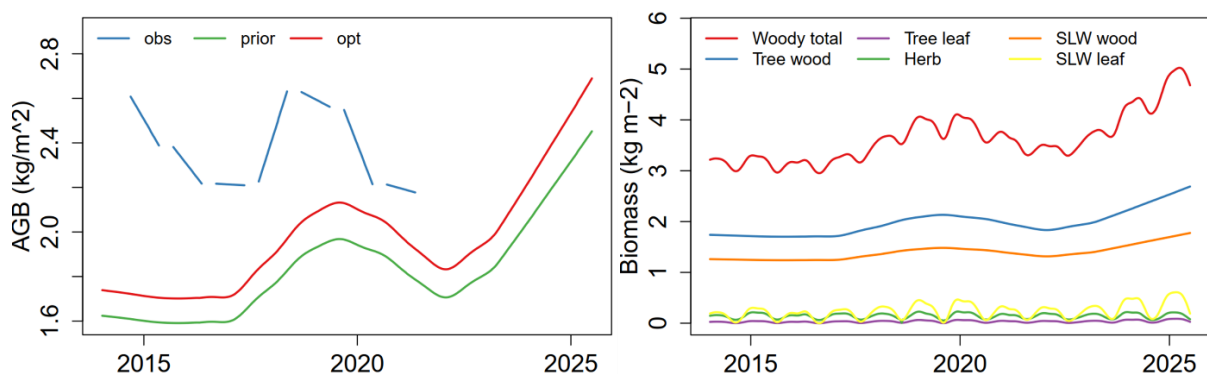 obs prior opt
AGB (kg/m^2)
2.8
2.4
2.0
1.6
2015 2020 2025
Woody total Tree leaf SLW wood
Tree wood Herb SLW leaf
Biomass (kg m−2)
6
5
4
3
2
1
0
2015 2020 2025